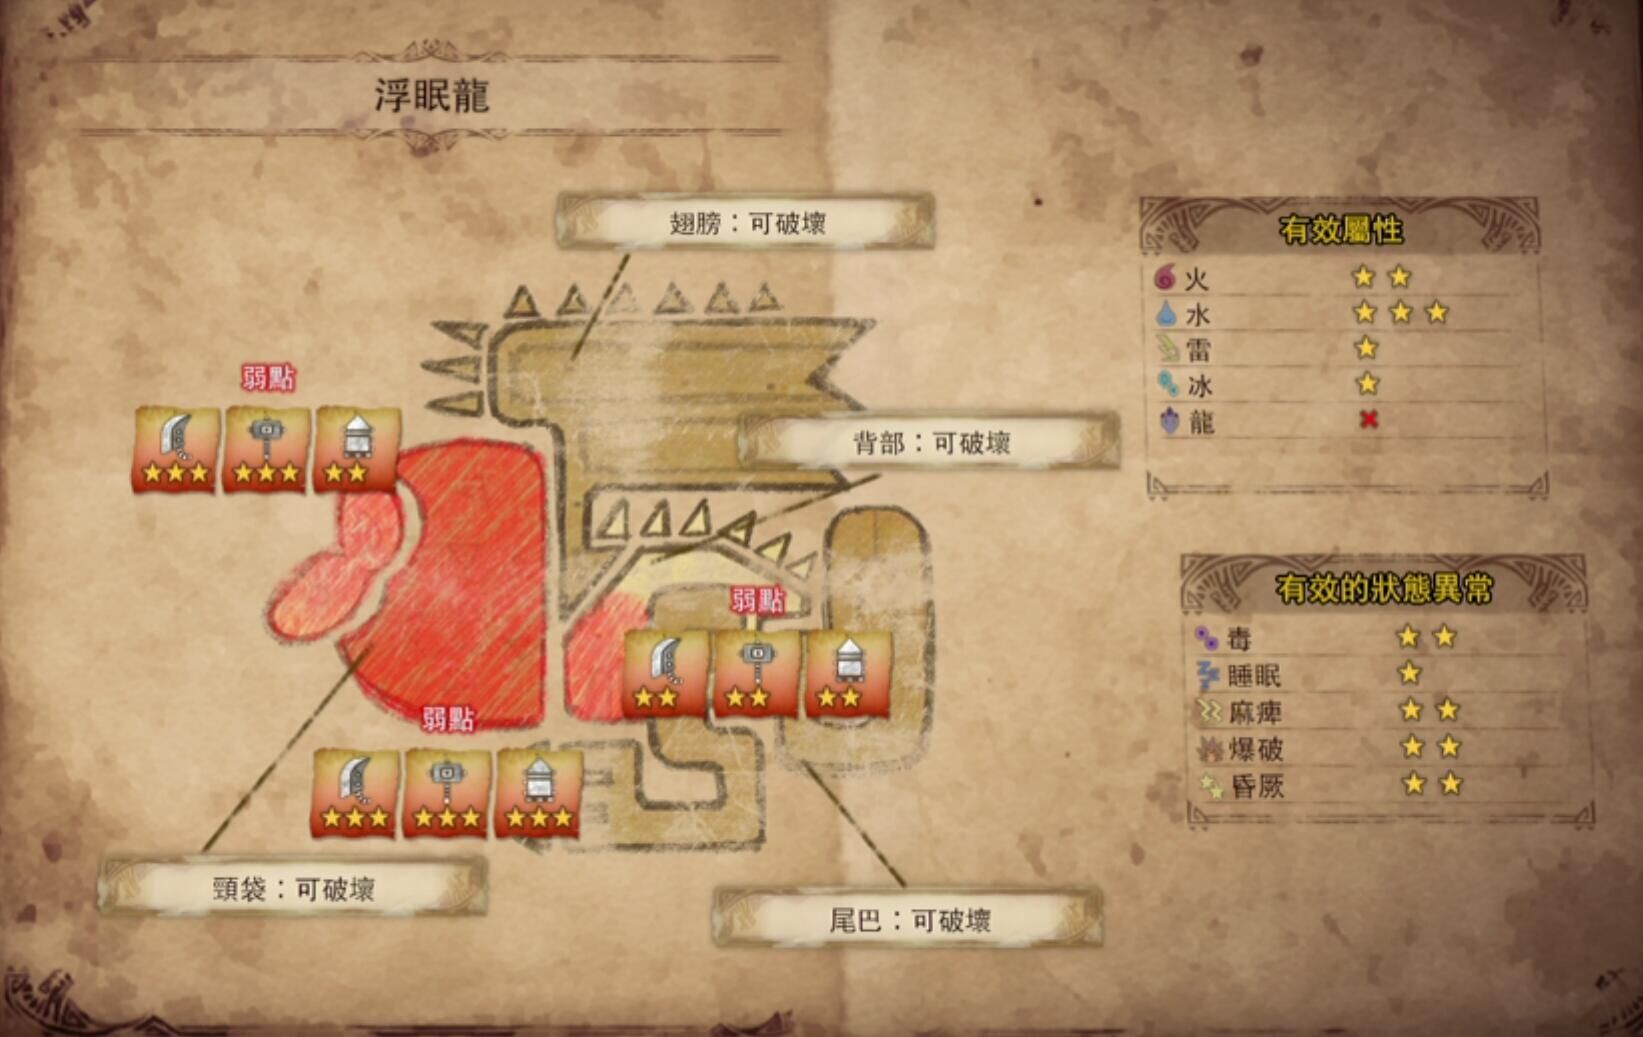 浮眠龍
翅膀：可破壞
弱點
背部：可破壞
弱點
弱點
頸袋：可破壞
尾巴：可破壞
有效屬性
火
水
雷
冰
龍
有效的狀態異常
毒
睡眠
麻痺
爆破
昏厥